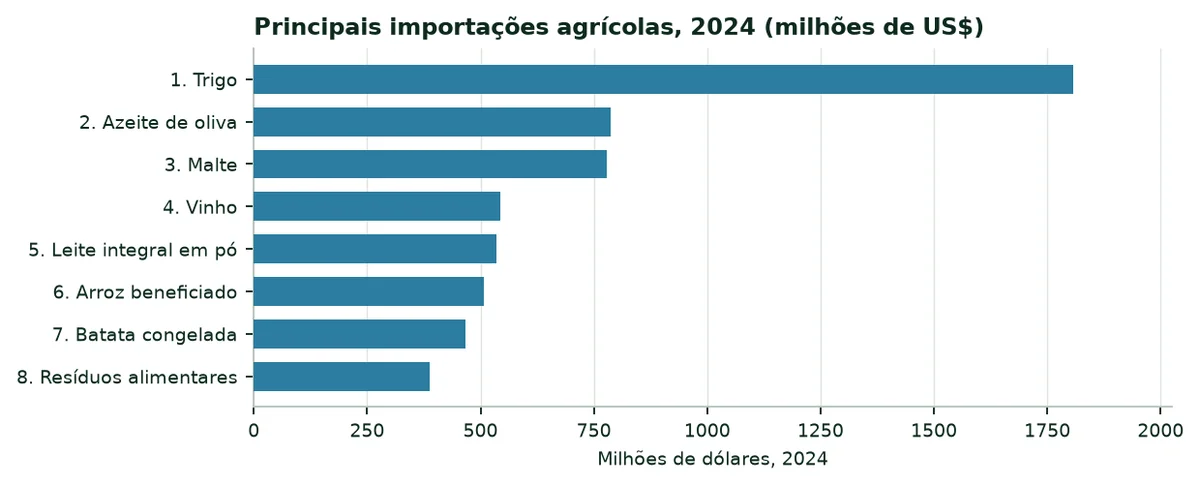 Principais importações agrícolas, 2024 (milhões de US$)
1. Trigo
2. Azeite de oliva
3. Malte
4. Vinho
5. Leite integral em pó
6. Arroz beneficiado
7. Batata congelada
8. Resíduos alimentares
0 250 500 750 1000 1250 1500 1750 2000
Milhões de dólares, 2024